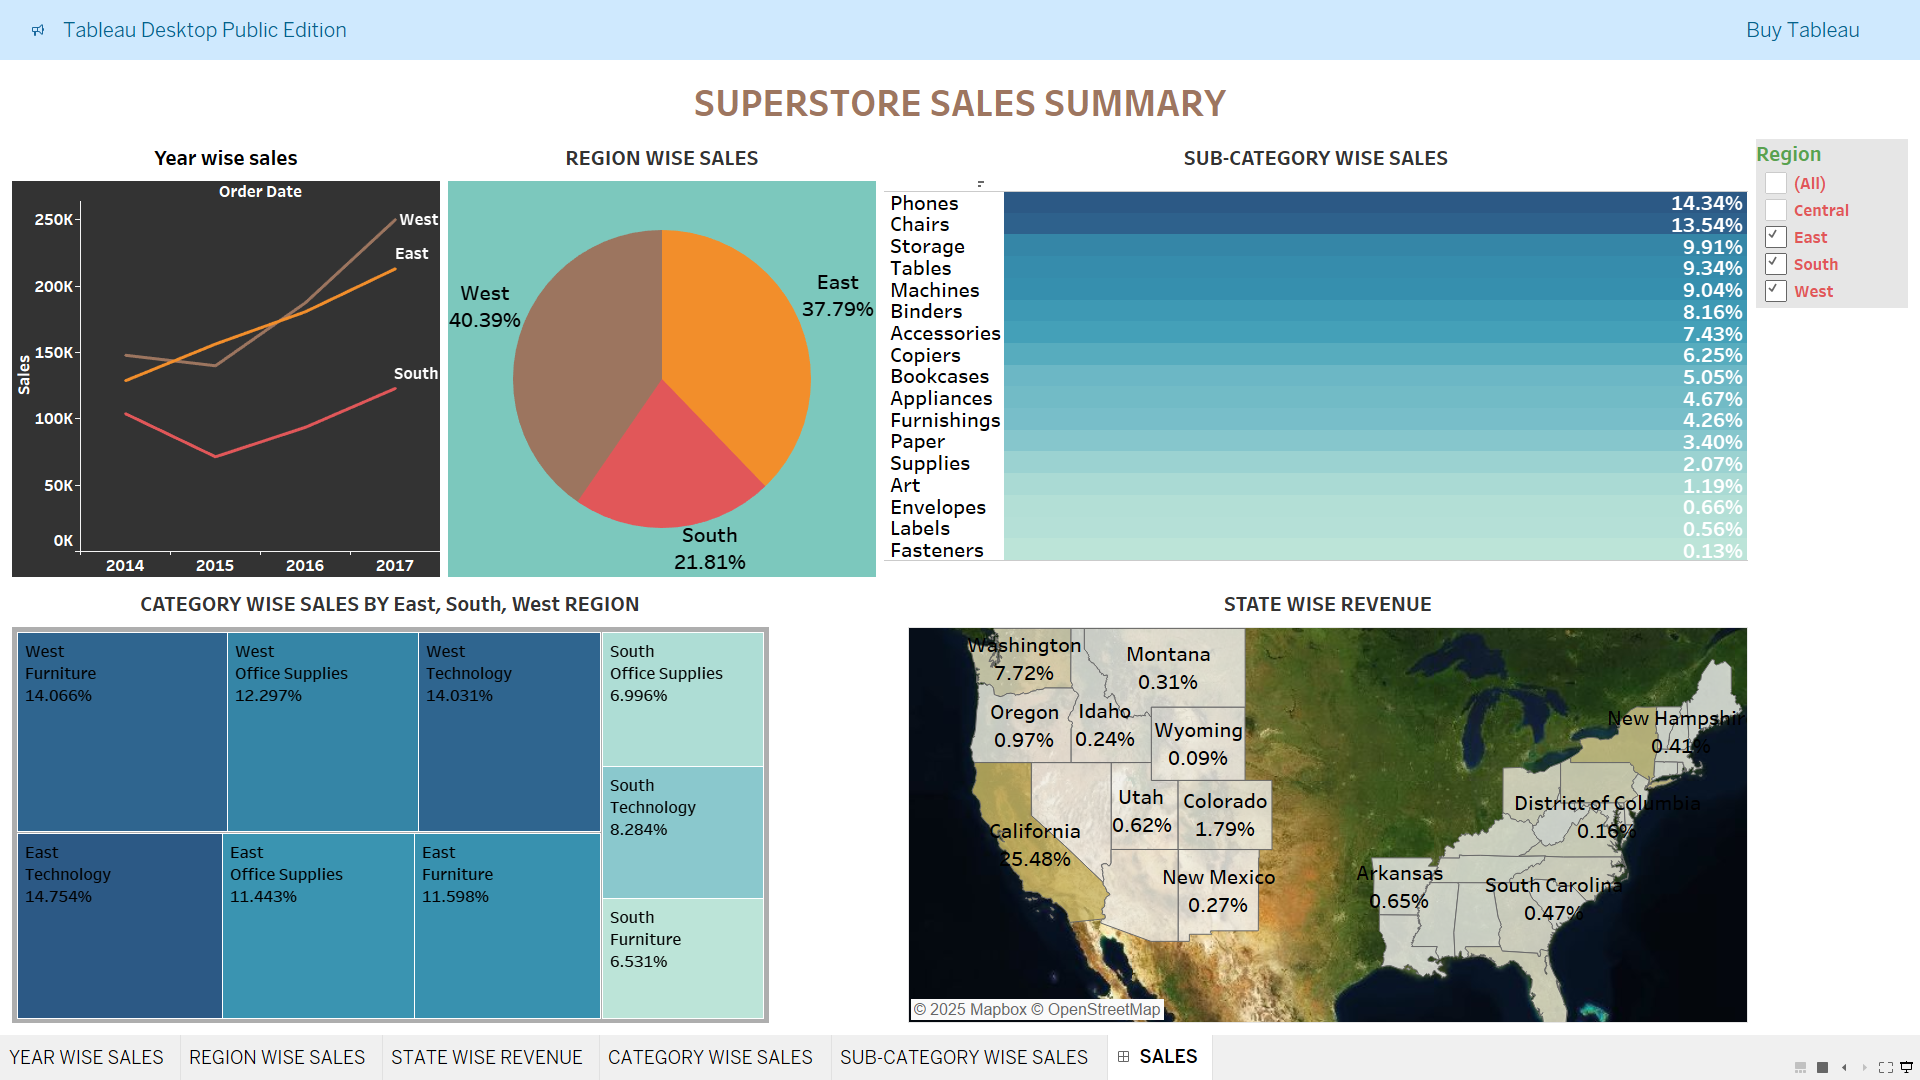 Tableau Desktop Public Edition
Buy Tableau
SUPERSTORE SALES SUMMARY
Year wise sales
Order Date
250K
200K
150K
100K
50K
0K
Sales
2014 2015 2016 2017
West
East
South
REGION WISE SALES
West
40.39%
East
37.79%
South
21.81%
SUB-CATEGORY WISE SALES
Phones 14.34%
Chairs 13.54%
Storage 9.91%
Tables 9.34%
Machines 9.04%
Binders 8.16%
Accessories 7.43%
Copiers 6.25%
Bookcases 5.05%
Appliances 4.67%
Furnishings 4.26%
Paper 3.40%
Supplies 2.07%
Art 1.19%
Envelopes 0.66%
Labels 0.56%
Fasteners 0.13%
Region
(All)
Central
East
South
West
CATEGORY WISE SALES BY East, South, West REGION
West
Furniture
14.066%
West
Office Supplies
12.297%
West
Technology
14.031%
South
Office Supplies
6.996%
South
Technology
8.284%
South
Furniture
6.531%
East
Technology
14.754%
East
Office Supplies
11.443%
East
Furniture
11.598%
STATE WISE REVENUE
Washington
7.72%
Montana
0.31%
Oregon
0.97%
Idaho
0.24%
Wyoming
0.09%
Utah
0.62%
Colorado
1.79%
California
25.48%
New Mexico
0.27%
Arkansas
0.65%
South Carolina
0.47%
District of Columbia
0.16%
New Hampshir
0.41%
© 2025 Mapbox © OpenStreetMap
YEAR WISE SALES
REGION WISE SALES
STATE WISE REVENUE
CATEGORY WISE SALES
SUB-CATEGORY WISE SALES
SALES